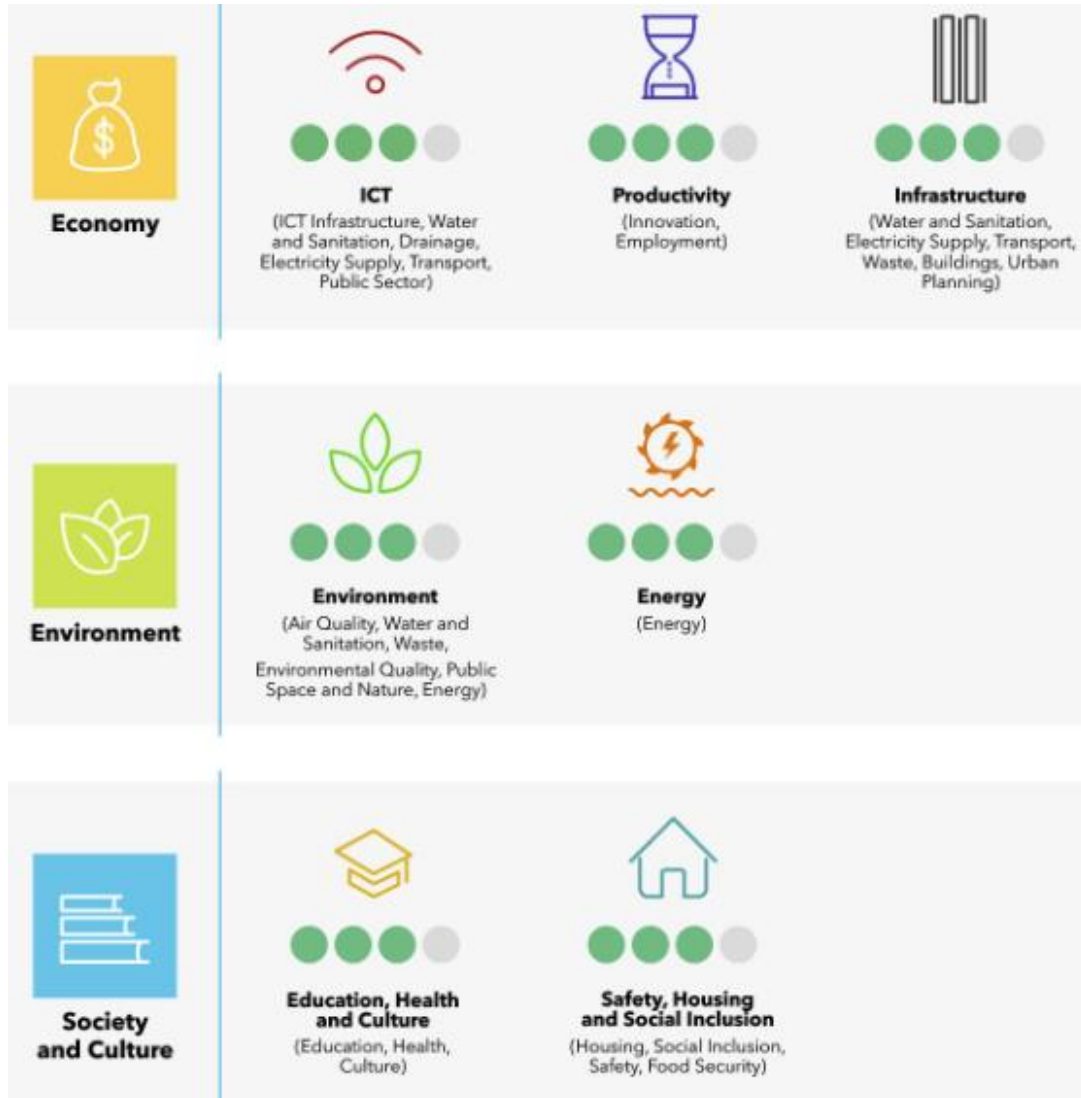 $
Economy
ICT
(ICT Infrastructure, Water
and Sanitation, Drainage,
Electricity Supply, Transport,
Public Sector)
Productivity
(Innovation,
Employment)
Infrastructure
(Water and Sanitation,
Electricity Supply, Transport,
Waste, Buildings, Urban
Planning)
Environment
Environment
(Air Quality, Water and
Sanitation, Waste,
Environmental Quality, Public
Space and Nature, Energy)
Energy
(Energy)
Society
and Culture
Education, Health
and Culture
(Education, Health,
Culture)
Safety, Housing
and Social Inclusion
(Housing, Social Inclusion,
Safety, Food Security)